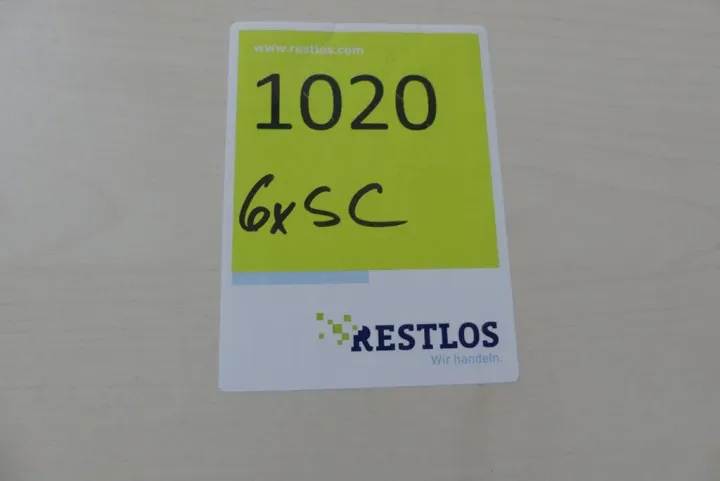 www.restlos.com
1020
6x SC
RESTLOS
Wir handeln.